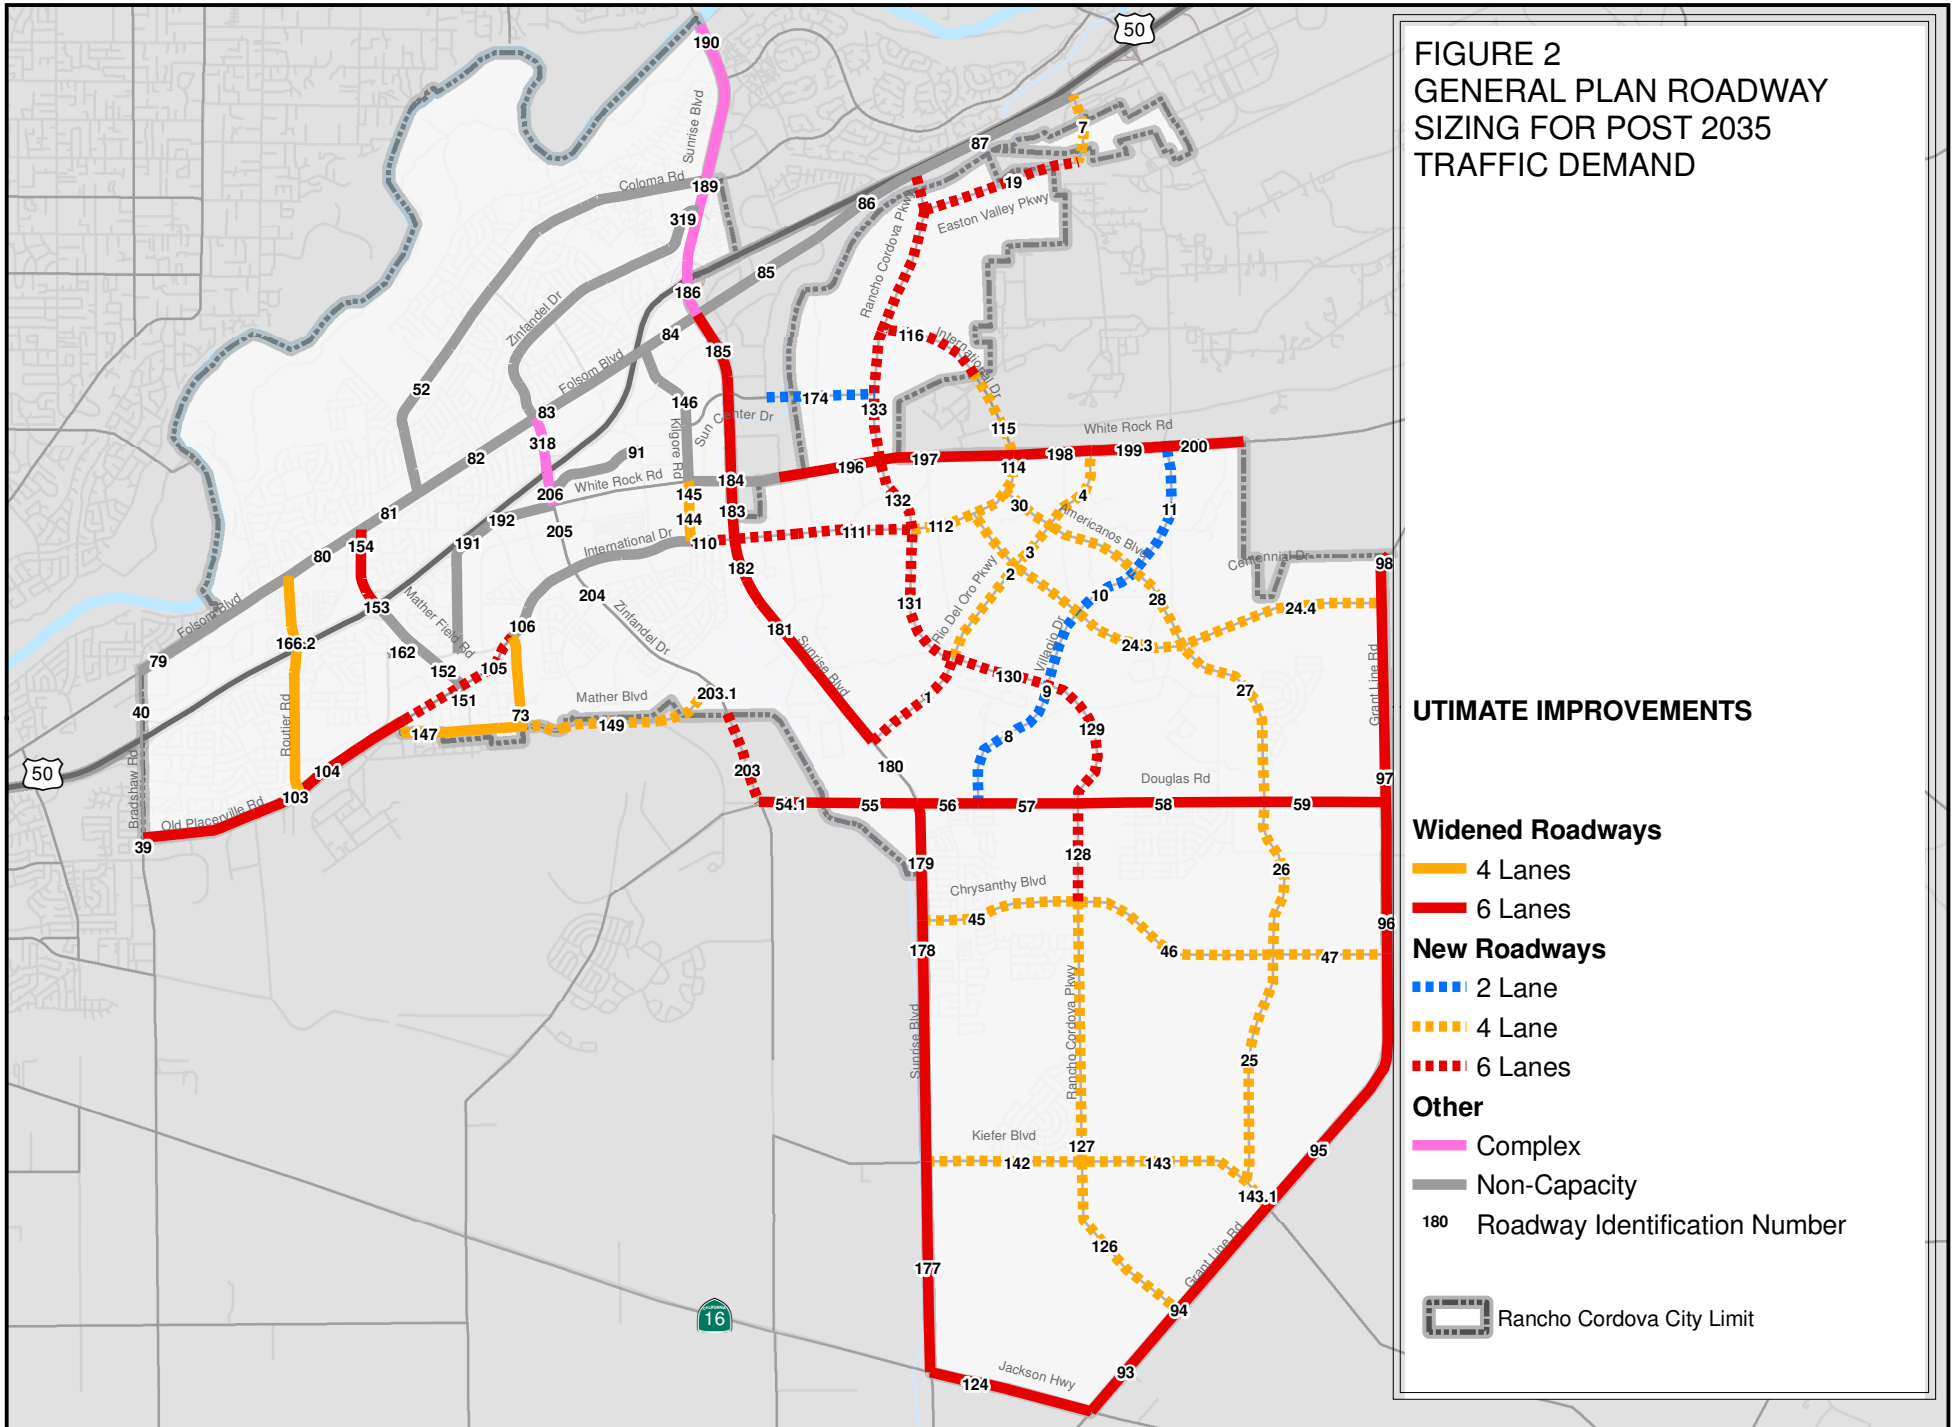 FIGURE 2
GENERAL PLAN ROADWAY
SIZING FOR POST 2035
TRAFFIC DEMAND
UTIMATE IMPROVEMENTS
Widened Roadways
4 Lanes
6 Lanes
New Roadways
2 Lane
4 Lane
6 Lanes
Other
Complex
Non-Capacity
180 Roadway Identification Number
Rancho Cordova City Limit
50
190
Sunrise Blvd
7
87
Coloma Rd
189
19
86
319
Easton Valley Pkwy
Rancho Cordova Pkwy
85
186
Zinfandel Dr
84
185
116
International Dr
Folsom Blvd
52
146
174
133
83
Sun Center Dr
Kilgore Rd
115
White Rock Rd
318
82
91
196
197
198
199
200
114
White Rock Rd
184
206
145
132
4
30
11
81
192
144
183
112
Americanos Blvd
205
111
154
191
International Dr
110
3
Centennial Dr
80
182
2
98
153
Mather Field Rd
204
Zinfandel Dr
131
Rio Del Oro Pkwy
10
28
24.4
Folsom Blvd
106
181
166.2
162
Sunrise Blvd
Villagio Dr
24.3
79
152
105
130
Grant Line Rd
40
151
Mather Blvd
203.1
1
9
27
Routier Rd
73
149
147
8
129
50
Bradshaw Rd
104
203
180
Douglas Rd
97
103
54.1
55
56
57
58
59
Old Placerville Rd
39
179
128
26
Chrysanthy Blvd
45
96
178
46
47
Rancho Cordova Pkwy
Sunrise Blvd
25
Kiefer Blvd
127
95
142
143
143.1
126
Grant Line Rd
177
CALIFORNIA
16
94
Jackson Hwy
93
124